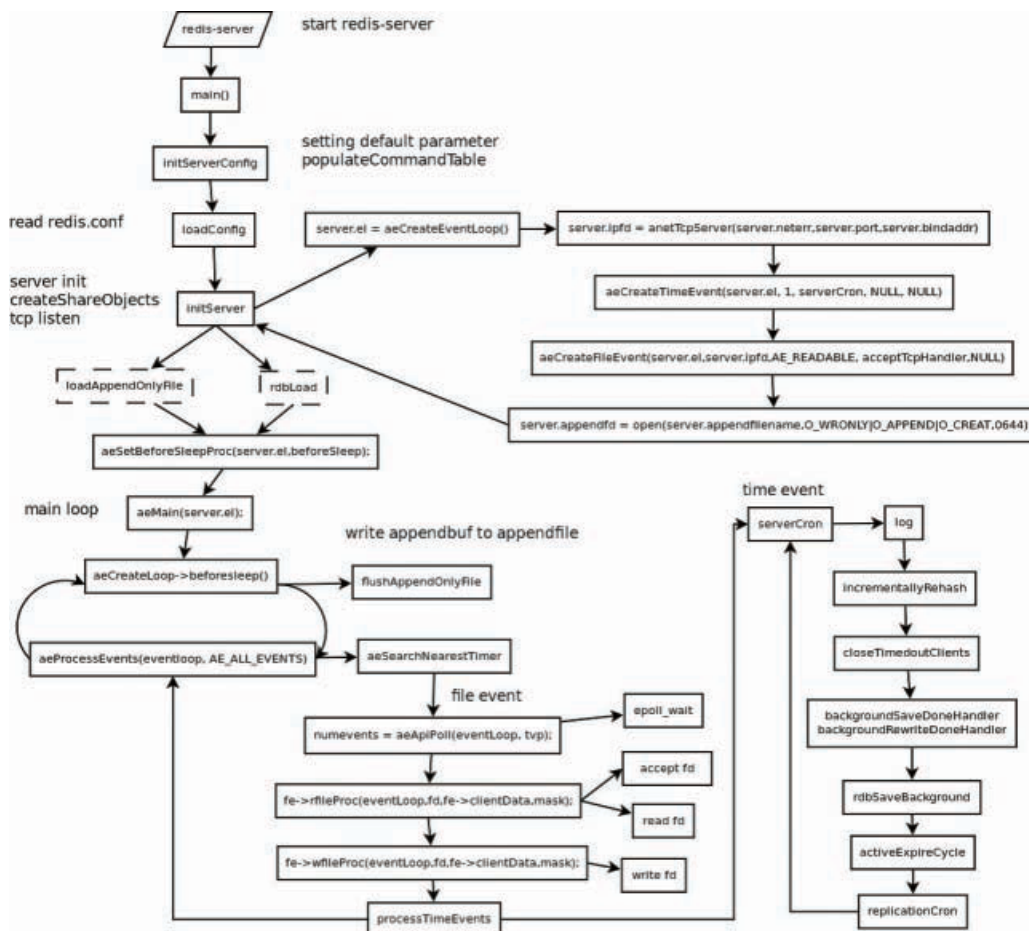 redis-server
start redis-server
main()
setting default parameter
populateCommandTable
initServerConfig
read redis.conf
loadConfig
server.el = aeCreateEventLoop()
server.ipfd = anetTcpServer(server.neterr,server.port,server.bindaddr)
server init
createShareObjects
tcp listen
initServer
aeCreateTimeEvent(server.el, 1, serverCron, NULL, NULL)
aeCreateFileEvent(server.el,server.ipfd,AE_READABLE, acceptTcpHandler,NULL)
loadAppendOnlyFile
rdbLoad
server.appendfd = open(server.appendfilename,O_WRONLY|O_APPEND|O_CREAT,0644)
aeSetBeforeSleepProc(server.el,beforeSleep);
main loop
aeMain(server.el);
time event
serverCron
log
write appendbuf to appendfile
aeCreateLoop->beforesleep()
flushAppendOnlyFile
incrementallyRehash
aeProcessEvents(eventloop, AE_ALL_EVENTS)
aeSearchNearestTimer
closeTimedoutClients
file event
epoll_wait
numevents = aeApiPoll(eventLoop, tvp);
backgroundSaveDoneHandler
backgroundRewriteDoneHandler
accept fd
fe->rfileProc(eventLoop,fd,fe->clientData,mask);
rdbSaveBackground
read fd
activeExpireCycle
fe->wfileProc(eventLoop,fd,fe->clientData,mask);
write fd
processTimeEvents
replicationCron